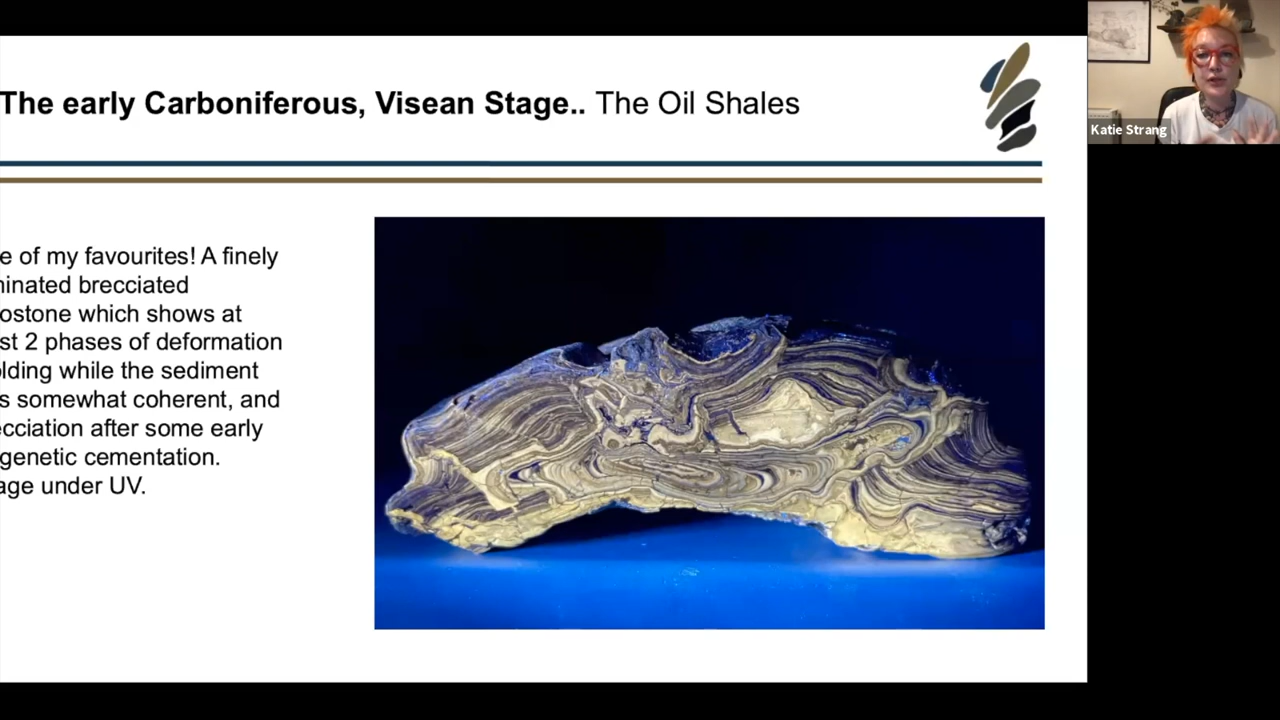 The early Carboniferous, Visean Stage.. The Oil Shales
Katie Strang
e of my favourites! A finely
ninated brecciated
ostone which shows at
st 2 phases of deformation
lding while the sediment
s somewhat coherent, and
ecciation after some early
genetic cementation.
age under UV.